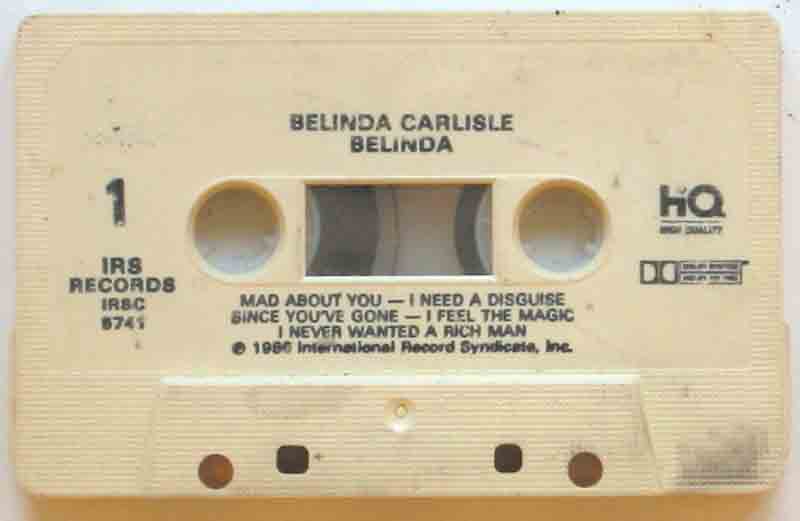 BELINDA CARLISLE
BELINDA
1
HQ
HIGH QUALITY
IRS
RECORDS
IRSC
5741
MAD ABOUT YOU — I NEED A DISGUISE
SINCE YOU'VE GONE — I FEEL THE MAGIC
I NEVER WANTED A RICH MAN
℗ 1986 International Record Syndicate, Inc.